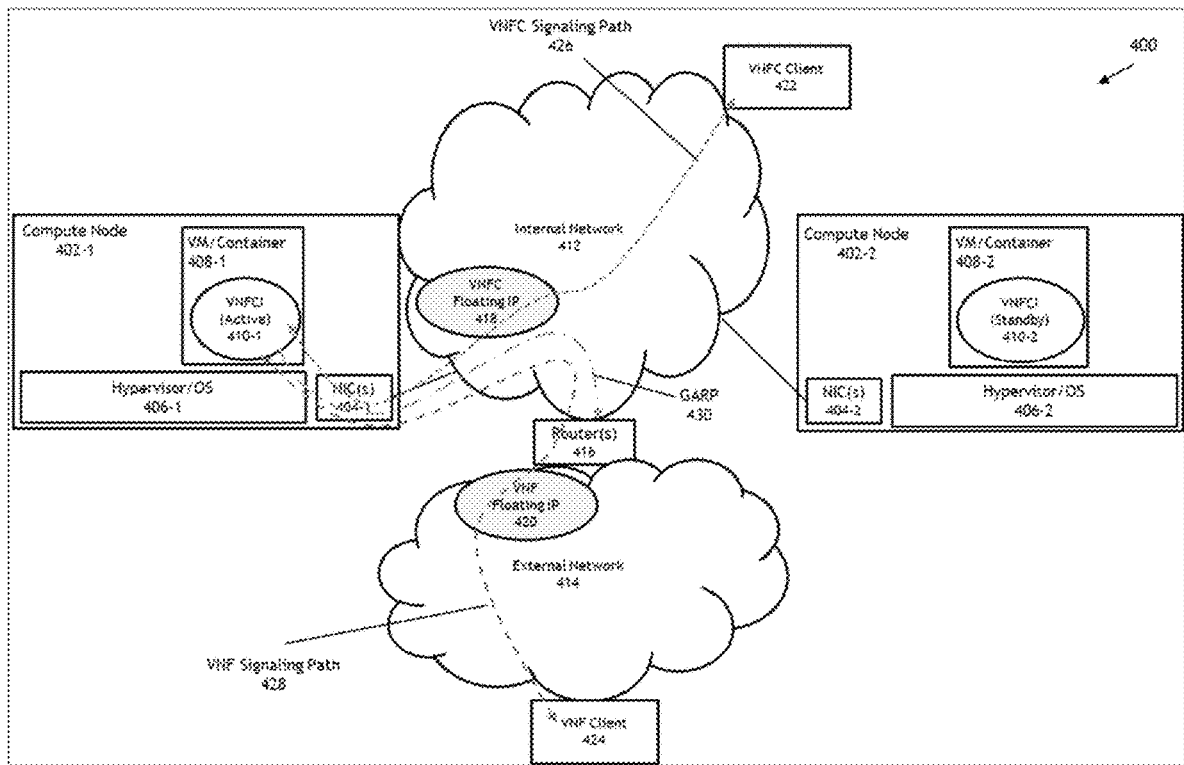 VNFC Signaling Path
426
400
VNFC Client
422
Compute Node
402-1
VM/Container
408-1
VNFCI
(Active)
410-1
Hypervisor/OS
406-1
NIC(s)
404-1
Internal Network
412
VNFC
Floating IP
418
Compute Node
402-2
VM/Container
408-2
VNFCI
(Standby)
410-2
NIC(s)
404-2
Hypervisor/OS
406-2
GARP
430
Router(s)
416
VNF
Floating IP
420
External Network
414
VNF Signaling Path
428
VNF Client
424